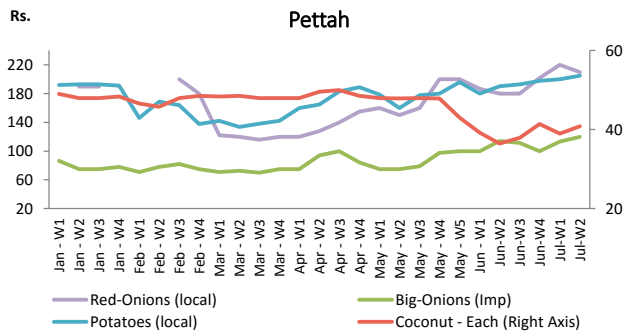 Rs.
Pettah
220
180
140
100
60
20
60
40
20
Jan - W1
Jan - W2
Jan - W3
Jan - W4
Feb - W1
Feb - W2
Feb - W3
Feb - W4
Mar - W1
Mar - W2
Mar - W3
Mar - W4
Apr - W1
Apr - W2
Apr - W3
Apr - W4
May - W1
May - W2
May - W3
May - W4
May - W5
Jun - W1
Jun-W2
Jun -W3
Jun-W4
Jul-W1
Jul-W2
Red-Onions (local)
Big-Onions (Imp)
Potatoes (local)
Coconut - Each (Right Axis)